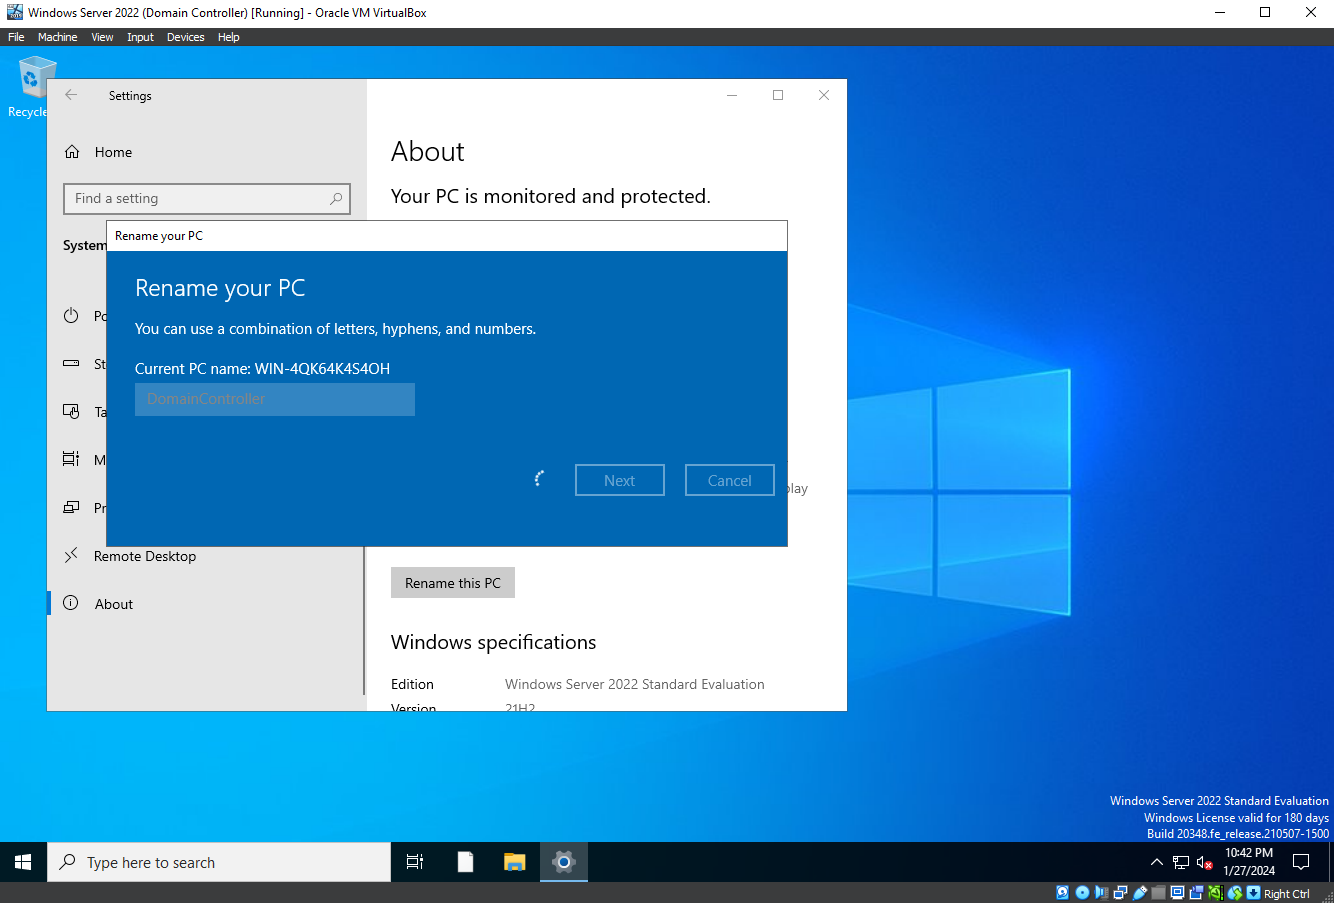 Windows Server 2022 (Domain Controller) [Running] - Oracle VM VirtualBox
File Machine View Input Devices Help
Recycle
Settings
Home
Find a setting
System
Po
St
Ta
M
Pr
Remote Desktop
About
About
Your PC is monitored and protected.
Rename your PC
Rename your PC
You can use a combination of letters, hyphens, and numbers.
Current PC name: WIN-4QK64K4S4OH
DomainController
Next Cancel
play
Rename this PC
Windows specifications
Edition Windows Server 2022 Standard Evaluation
Version 21H2
Windows Server 2022 Standard Evaluation
Windows License valid for 180 days
Build 20348.fe_release.210507-1500
Type here to search
10:42 PM
1/27/2024
Right Ctrl